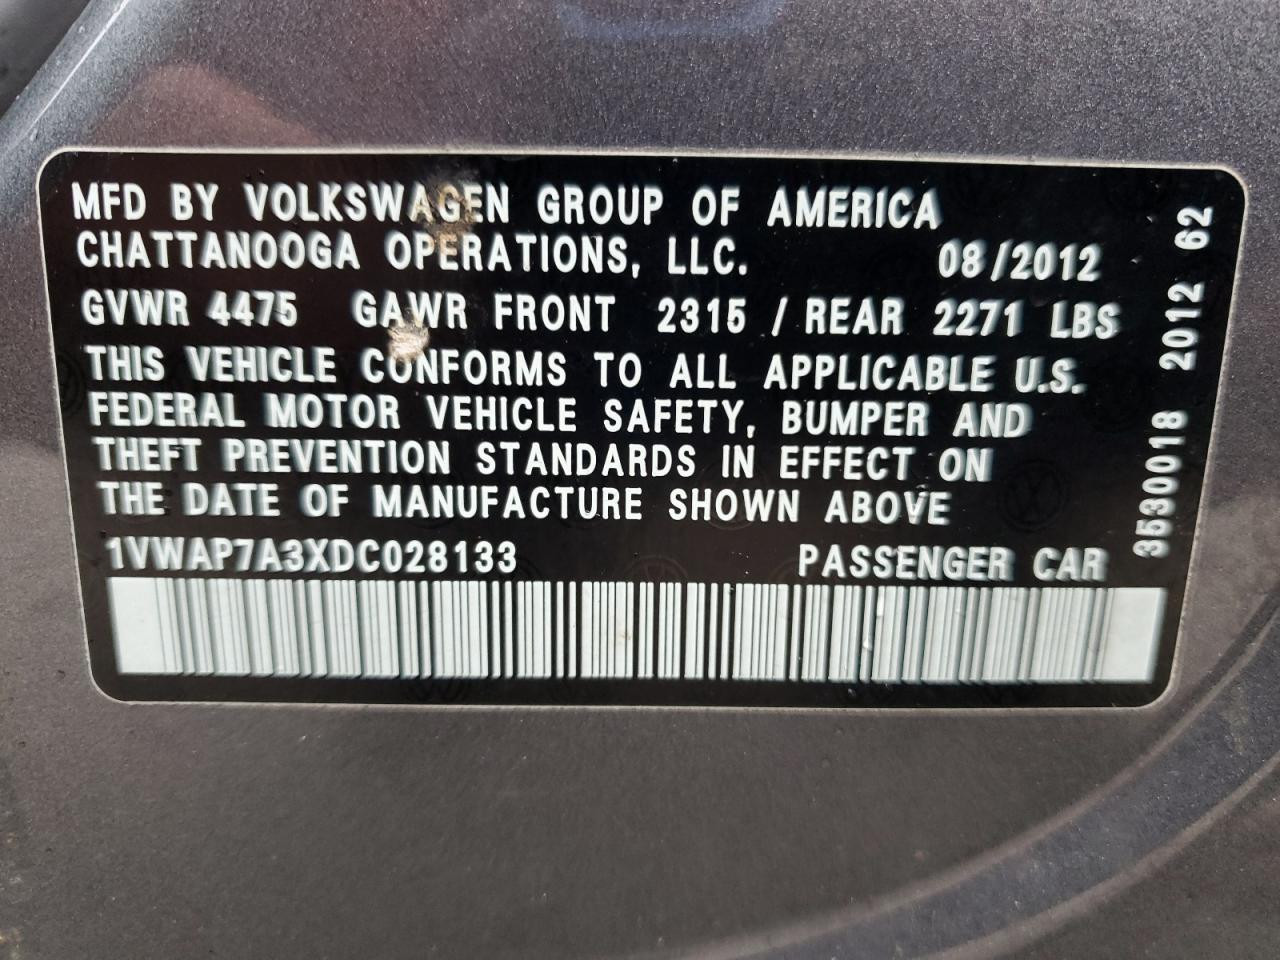 MFD BY VOLKSWAGEN GROUP OF AMERICA
CHATTANOOGA OPERATIONS, LLC. 08/2012
GVWR 4475 GAWR FRONT 2315 / REAR 2271 LBS
THIS VEHICLE CONFORMS TO ALL APPLICABLE U.S.
FEDERAL MOTOR VEHICLE SAFETY, BUMPER AND
THEFT PREVENTION STANDARDS IN EFFECT ON
THE DATE OF MANUFACTURE SHOWN ABOVE
1VWAP7A3XDC028133 PASSENGER CAR
3530018 2012 62